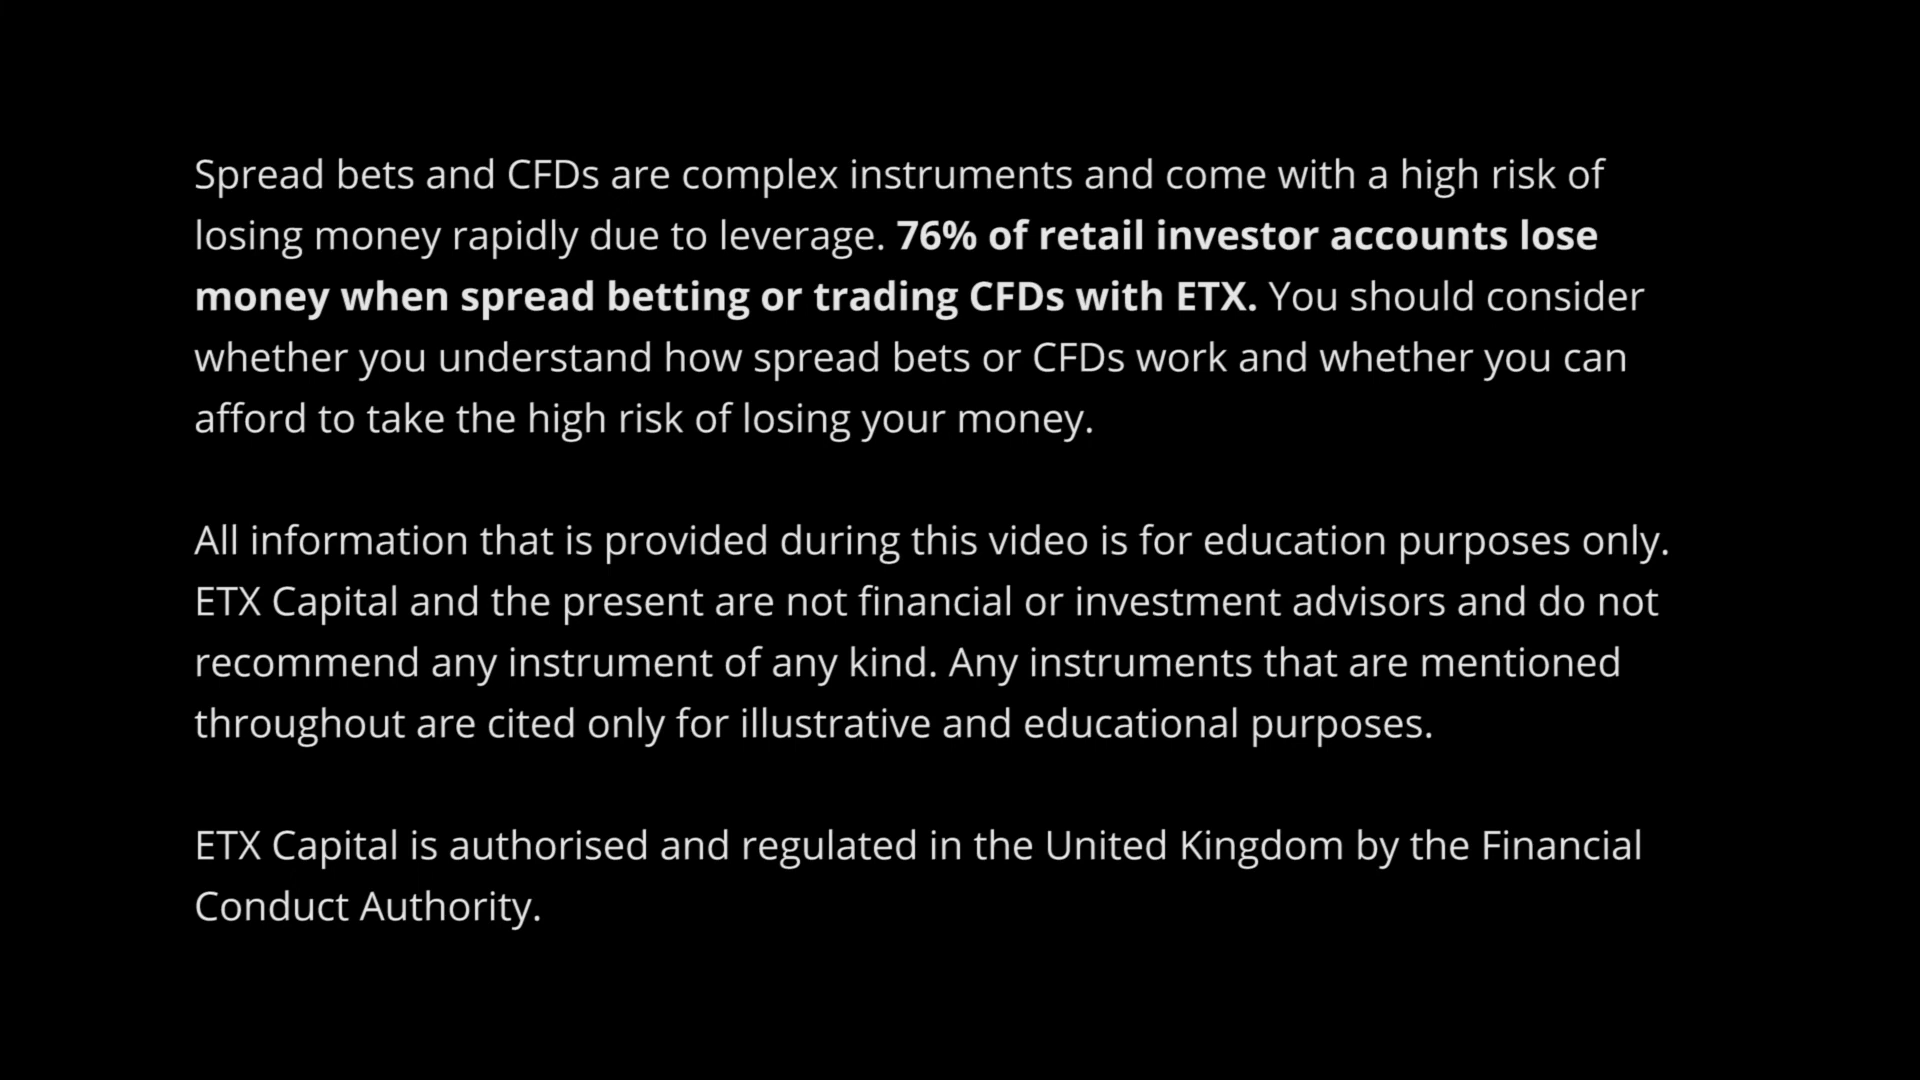 Spread bets and CFDs are complex instruments and come with a high risk of
losing money rapidly due to leverage. 76% of retail investor accounts lose
money when spread betting or trading CFDs with ETX. You should consider
whether you understand how spread bets or CFDs work and whether you can
afford to take the high risk of losing your money.
All information that is provided during this video is for education purposes only.
ETX Capital and the present are not financial or investment advisors and do not
recommend any instrument of any kind. Any instruments that are mentioned
throughout are cited only for illustrative and educational purposes.
ETX Capital is authorised and regulated in the United Kingdom by the Financial
Conduct Authority.